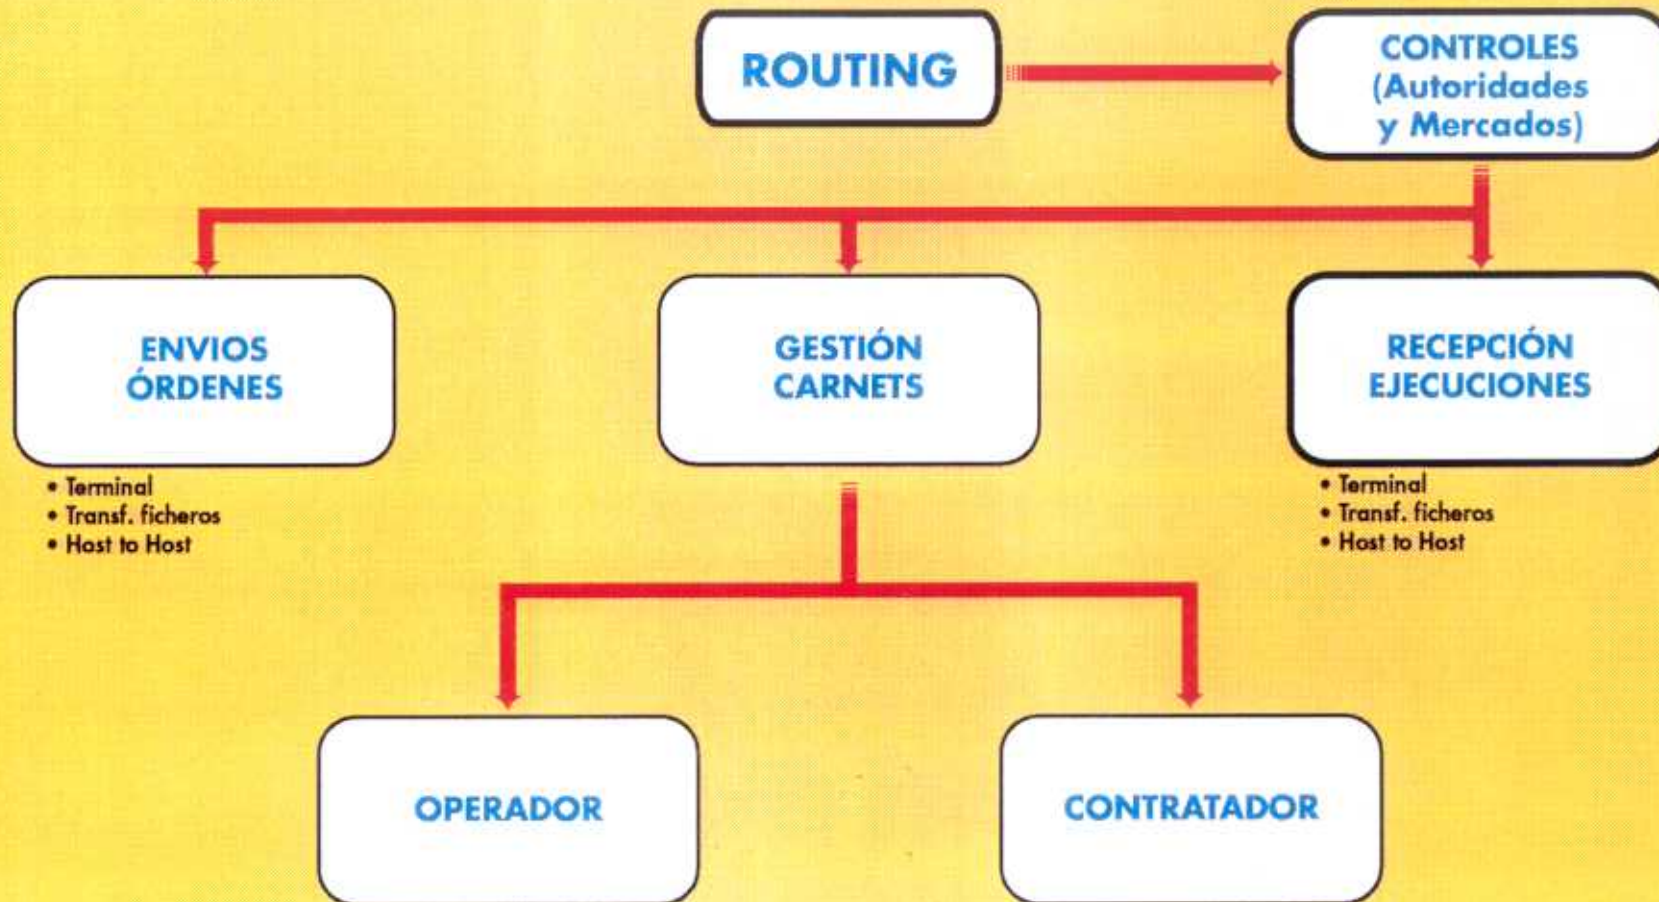 ROUTING
CONTROLES
(Autoridades
y Mercados)
ENVIOS
ÓRDENES
GESTIÓN
CARNETS
RECEPCIÓN
EJECUCIONES
• Terminal
• Transf. ficheros
• Host to Host
• Terminal
• Transf. ficheros
• Host to Host
OPERADOR
CONTRATADOR